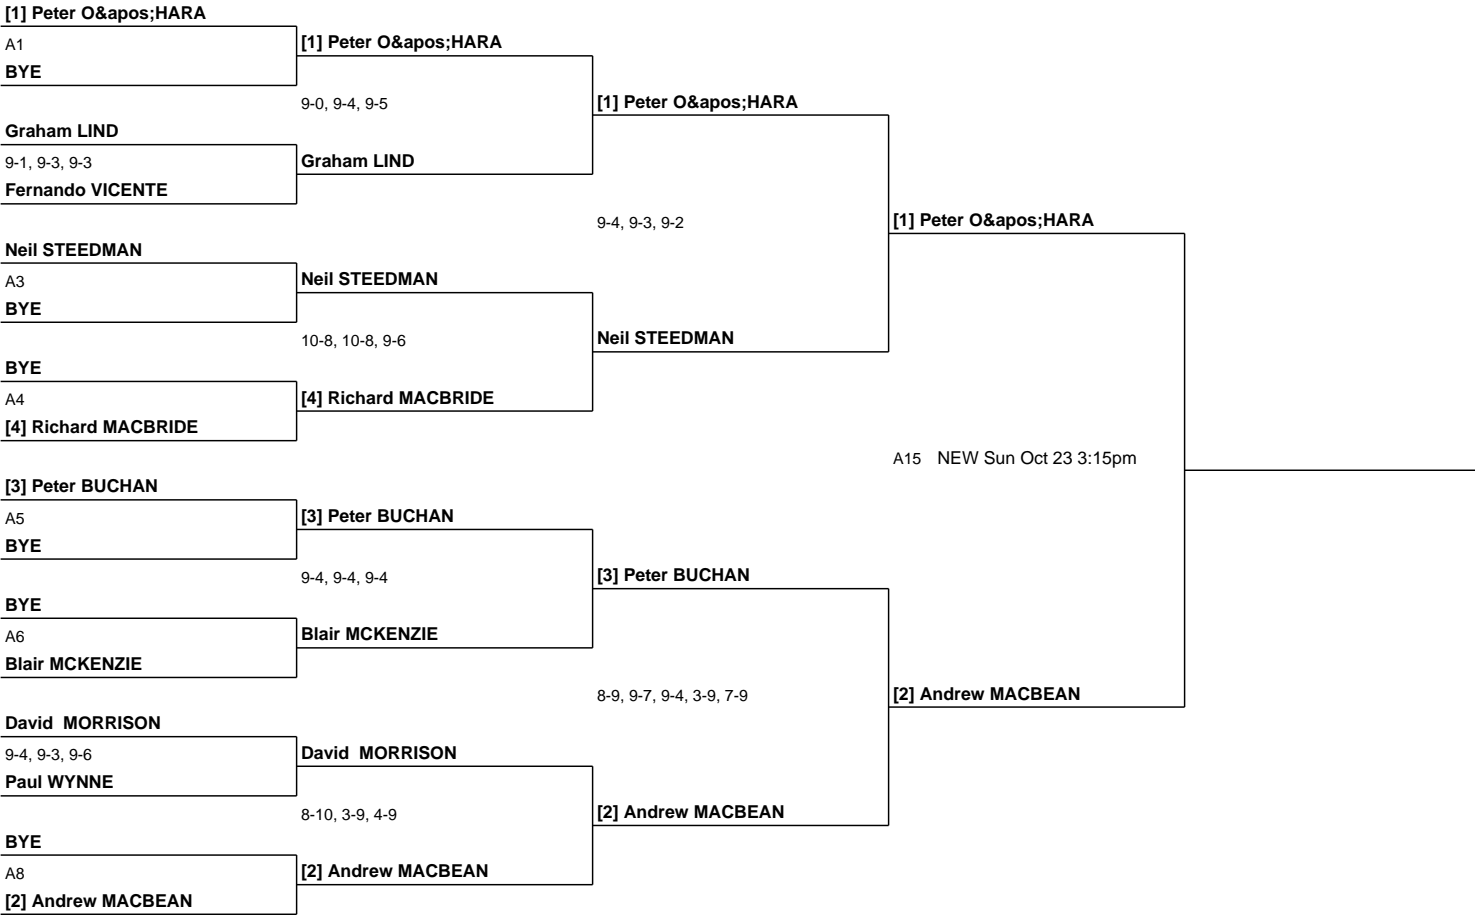 [1] Peter O&apos;HARA
A1
BYE
Graham LIND
9-1, 9-3, 9-3
Fernando VICENTE
Neil STEEDMAN
A3
BYE
BYE
A4
[4] Richard MACBRIDE
[3] Peter BUCHAN
A5
BYE
BYE
A6
Blair MCKENZIE
David  MORRISON
9-4, 9-3, 9-6
Paul WYNNE
BYE
A8
[2] Andrew MACBEAN
[1] Peter O&apos;HARA
9-0, 9-4, 9-5
Graham LIND
Neil STEEDMAN
10-8, 10-8, 9-6
[4] Richard MACBRIDE
[3] Peter BUCHAN
9-4, 9-4, 9-4
Blair MCKENZIE
David  MORRISON
8-10, 3-9, 4-9
[2] Andrew MACBEAN
[1] Peter O&apos;HARA
9-4, 9-3, 9-2
Neil STEEDMAN
[3] Peter BUCHAN
8-9, 9-7, 9-4, 3-9, 7-9
[2] Andrew MACBEAN
[1] Peter O&apos;HARA
A15 NEW Sun Oct 23 3:15pm
[2] Andrew MACBEAN